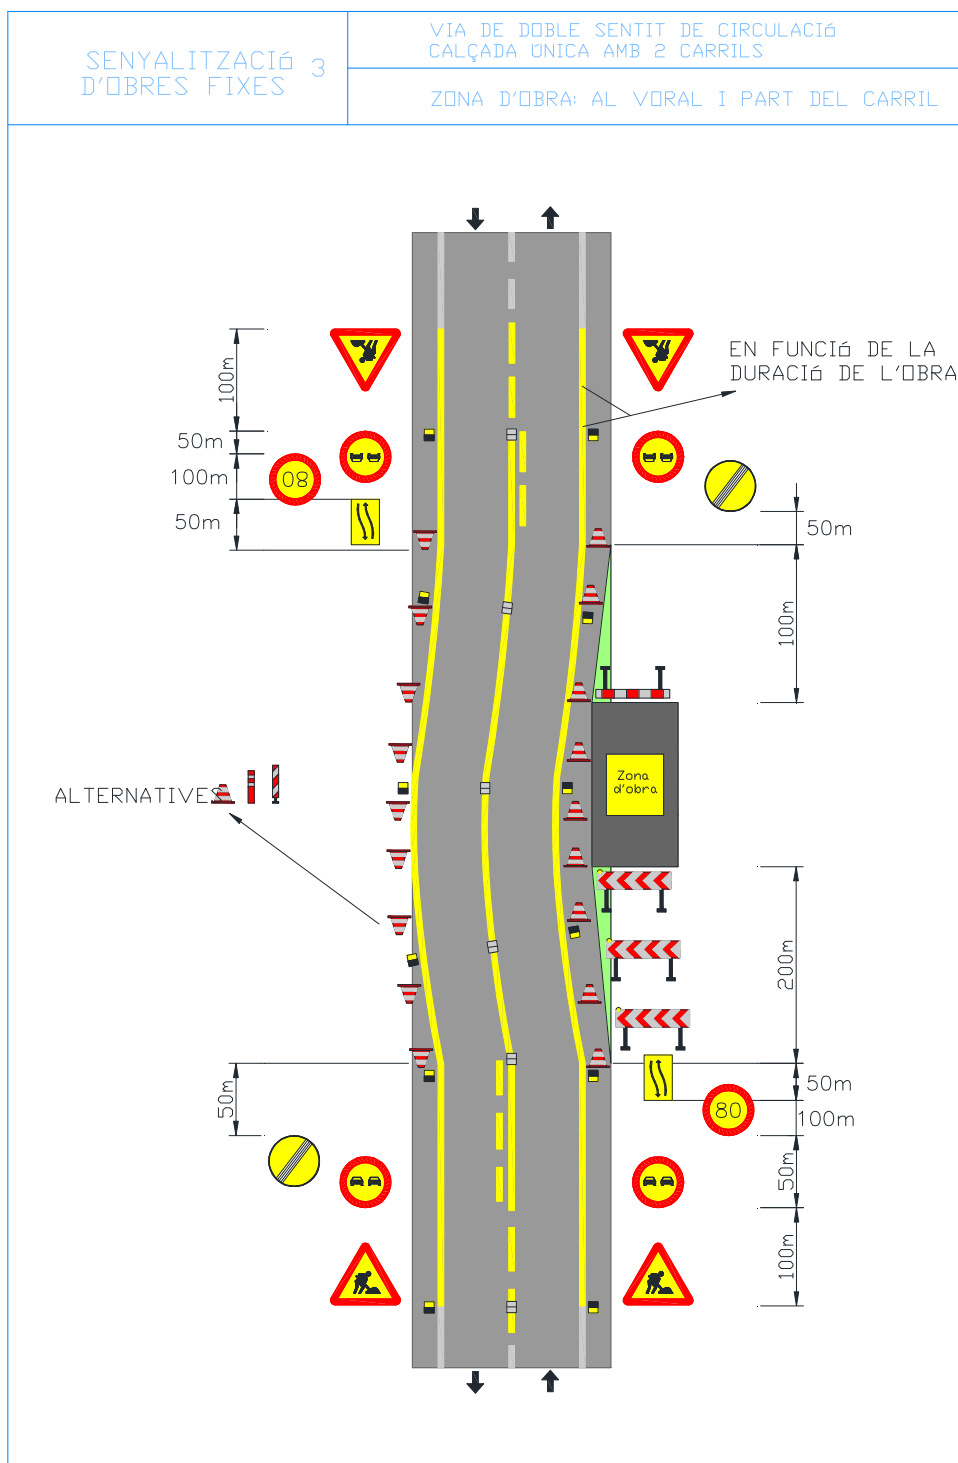 SENYALITZACIó 3
D'OBRES FIXES
VIA DE DOBLE SENTIT DE CIRCULACIó
CALÇADA ÚNICA AMB 2 CARRILS
ZONA D'OBRA: AL VORAL I PART DEL CARRIL
EN FUNCIó DE LA
DURACIó DE L'OBRA
100m
50m
100m
50m
80
50m
100m
Zona
d'obra
ALTERNATIVES
200m
50m
80
100m
50m
50m
100m